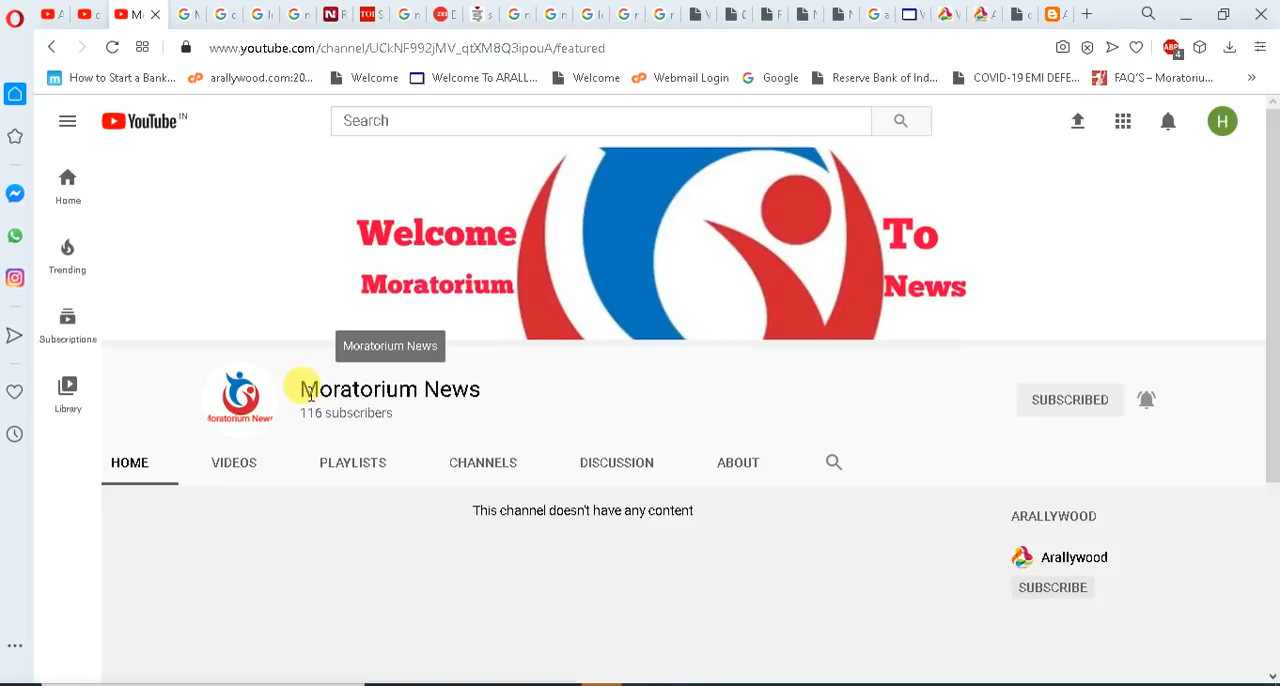 www.youtube.com/channel/UCkNF992jMV_qtXM8Q3ipouA/featured
How to Start a Bank...
arallywood.com:20...
Welcome
Welcome To ARALL...
Welcome
Webmail Login
Google
Reserve Bank of Ind...
COVID-19 EMI DEFE...
FAQ'S – Moratoriu...
YouTube IN
Search
H
Home
Trending
Subscriptions
Library
Welcome To
Moratorium News
Moratorium News
Moratorium News
Moratorium News
116 subscribers
SUBSCRIBED
HOME
VIDEOS
PLAYLISTS
CHANNELS
DISCUSSION
ABOUT
This channel doesn't have any content
ARALLYWOOD
Arallywood
SUBSCRIBE